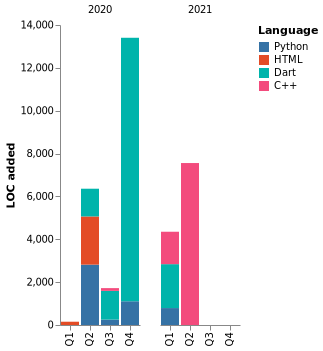 2020 2021
Language
Python
HTML
Dart
C++
LOC added
14,000
12,000
10,000
8,000
6,000
4,000
2,000
0
Q1 Q2 Q3 Q4 Q1 Q2 Q3 Q4